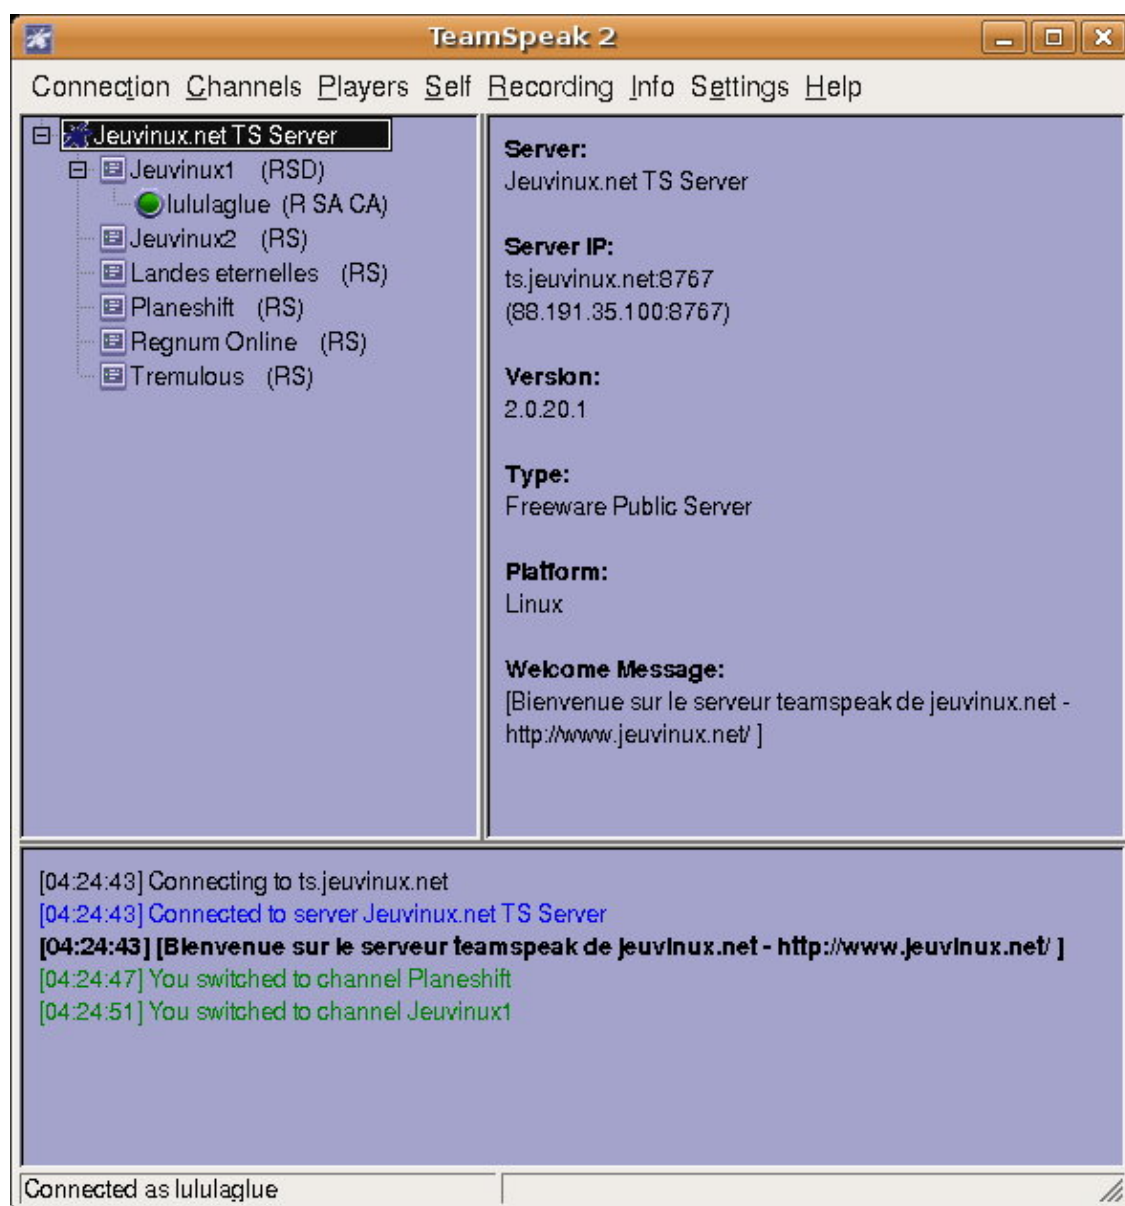 TeamSpeak 2
Connection Channels Players Self Recording Info Settings Help
Jeuvinux.net TS Server
Jeuvinux1 (RSD)
lululaglue (R SA CA)
Jeuvinux2 (RS)
Landes eternelles (RS)
Planeshift (RS)
Regnum Online (RS)
Tremulous (RS)
Server:
Jeuvinux.net TS Server
Server IP:
ts.jeuvinux.net:8767
(88.191.35.100:8767)
Version:
2.0.20.1
Type:
Freeware Public Server
Platform:
Linux
Welcome Message:
[Bienvenue sur le serveur teamspeak de jeuvinux.net -
http://www.jeuvinux.net/ ]
[04:24:43] Connecting to ts.jeuvinux.net
[04:24:43] Connected to server Jeuvinux.net TS Server
[04:24:43] [Bienvenue sur le serveur teamspeak de jeuvinux.net - http://www.jeuvinux.net/ ]
[04:24:47] You switched to channel Planeshift
[04:24:51] You switched to channel Jeuvinux1
Connected as lululaglue